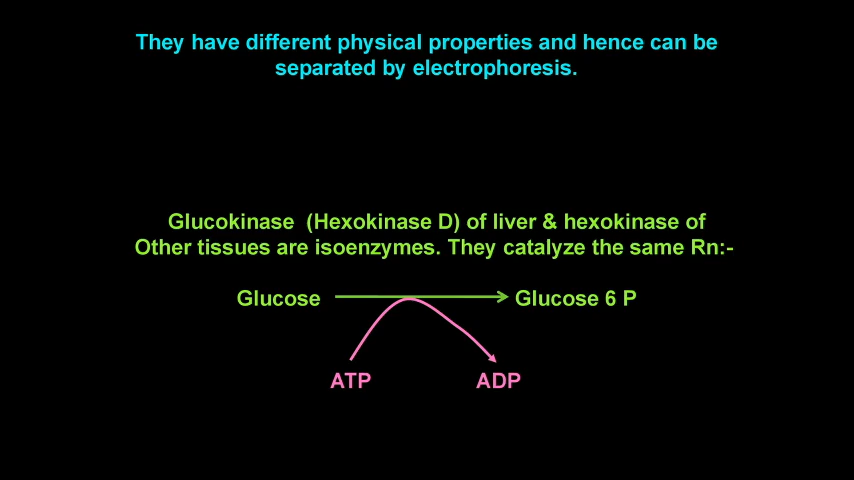 They have different physical properties and hence can be
separated by electrophoresis.
Glucokinase (Hexokinase D) of liver & hexokinase of
Other tissues are isoenzymes. They catalyze the same Rn:-
Glucose Glucose 6 P
ATP ADP